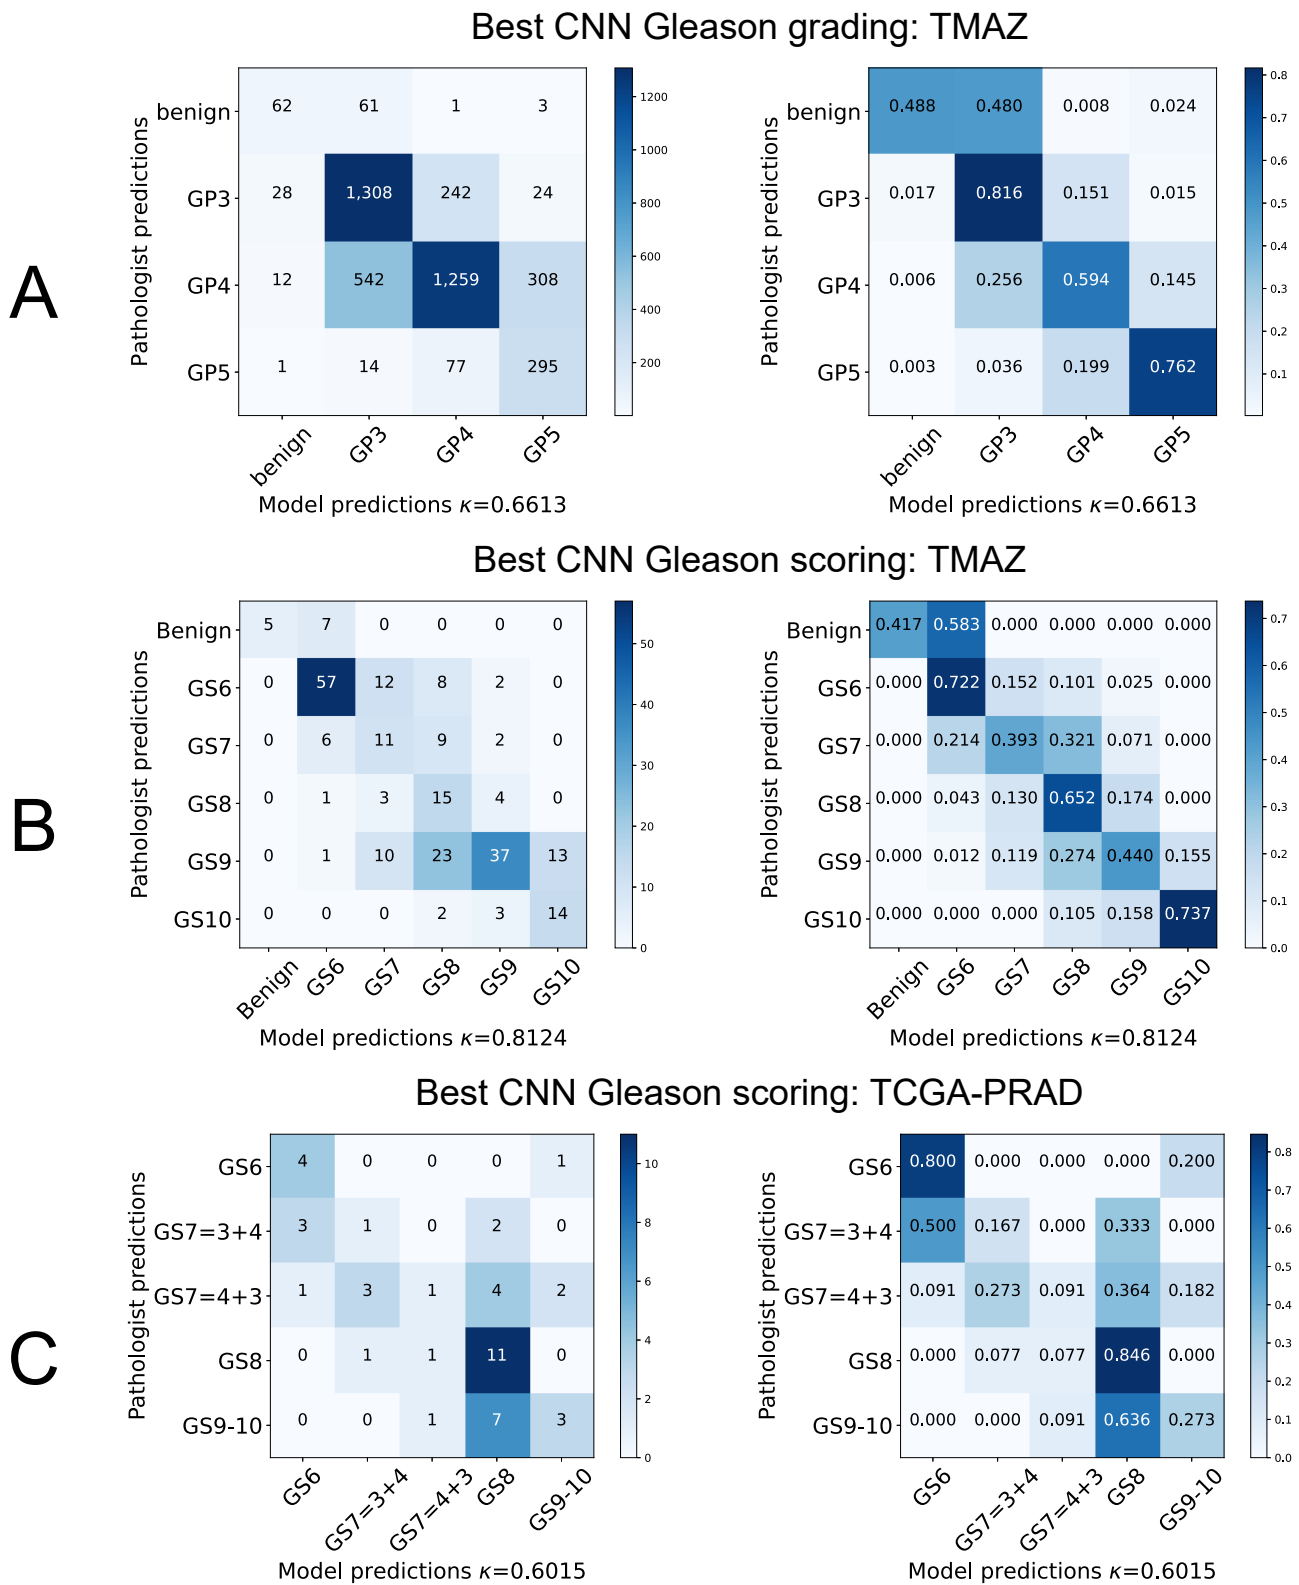 Best CNN Gleason grading: TMAZ
A
Pathologist predictions
benign 62 61 1 3
GP3 28 1,308 242 24
GP4 12 542 1,259 308
GP5 1 14 77 295
benign GP3 GP4 GP5
Model predictions κ=0.6613
1200
1000
800
600
400
200
Pathologist predictions
benign 0.488 0.480 0.008 0.024
GP3 0.017 0.816 0.151 0.015
GP4 0.006 0.256 0.594 0.145
GP5 0.003 0.036 0.199 0.762
benign GP3 GP4 GP5
Model predictions κ=0.6613
0.8
0.7
0.6
0.5
0.4
0.3
0.2
0.1
Best CNN Gleason scoring: TMAZ
B
Pathologist predictions
Benign 5 7 0 0 0 0
GS6 0 57 12 8 2 0
GS7 0 6 11 9 2 0
GS8 0 1 3 15 4 0
GS9 0 1 10 23 37 13
GS10 0 0 0 2 3 14
Benign GS6 GS7 GS8 GS9 GS10
Model predictions κ=0.8124
50
40
30
20
10
0
Pathologist predictions
Benign 0.417 0.583 0.000 0.000 0.000 0.000
GS6 0.000 0.722 0.152 0.101 0.025 0.000
GS7 0.000 0.214 0.393 0.321 0.071 0.000
GS8 0.000 0.043 0.130 0.652 0.174 0.000
GS9 0.000 0.012 0.119 0.274 0.440 0.155
GS10 0.000 0.000 0.000 0.105 0.158 0.737
Benign GS6 GS7 GS8 GS9 GS10
Model predictions κ=0.8124
0.7
0.6
0.5
0.4
0.3
0.2
0.1
0.0
Best CNN Gleason scoring: TCGA-PRAD
C
Pathologist predictions
GS6 4 0 0 0 1
GS7=3+4 3 1 0 2 0
GS7=4+3 1 3 1 4 2
GS8 0 1 1 11 0
GS9-10 0 0 1 7 3
GS6 GS7=3+4 GS7=4+3 GS8 GS9-10
Model predictions κ=0.6015
10
8
6
4
2
0
Pathologist predictions
GS6 0.800 0.000 0.000 0.000 0.200
GS7=3+4 0.500 0.167 0.000 0.333 0.000
GS7=4+3 0.091 0.273 0.091 0.364 0.182
GS8 0.000 0.077 0.077 0.846 0.000
GS9-10 0.000 0.000 0.091 0.636 0.273
GS6 GS7=3+4 GS7=4+3 GS8 GS9-10
Model predictions κ=0.6015
0.8
0.7
0.6
0.5
0.4
0.3
0.2
0.1
0.0